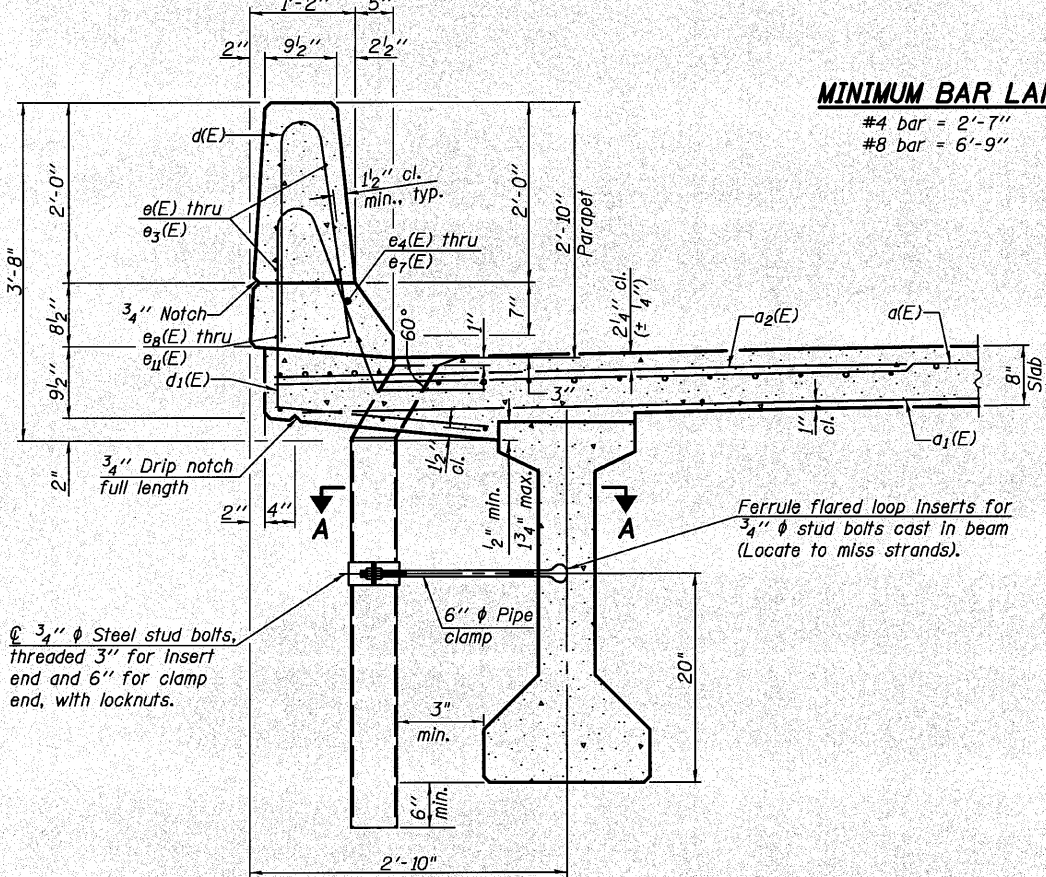 1'-2"
5"
2"
9½"
2½"
MINIMUM BAR LAP
#4 bar = 2'-7"
#8 bar = 6'-9"
d(E)
1½" cl.
min., typ.
2'-0"
e(E) thru
e₃(E)
2'-0"
2'-10"
Parapet
e₄(E) thru
e₇(E)
3'-8"
¾" Notch
8½"
7"
1"
60°
2¼" cl.
(± ¼")
a₂(E)
a(E)
e₈(E) thru
e₁₁(E)
d₁(E)
9½"
3"
8"
Slab
1"
cl.
a₁(E)
1½"
cl.
¾" Drip notch
full length
2"
2"
4"
A
A
½" min.
1¾" max.
Ferrule flared loop inserts for
¾" ϕ stud bolts cast in beam
(Locate to miss strands).
6" ϕ Pipe
clamp
℄ ¾" ϕ Steel stud bolts,
threaded 3" for insert
end and 6" for clamp
end, with locknuts.
20"
3"
min.
6"
min.
2'-10"